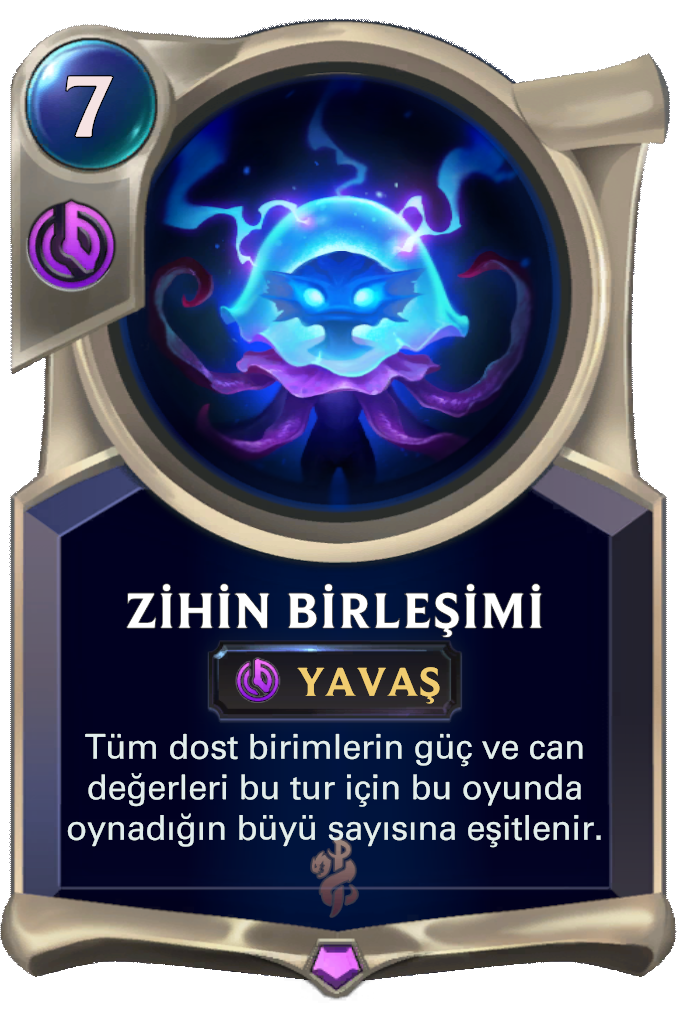 7
ZİHİN BİRLEŞİMİ
YAVAŞ
Tüm dost birimlerin güç ve can
değerleri bu tur için bu oyunda
oynadığın büyü sayısına eşitlenir.